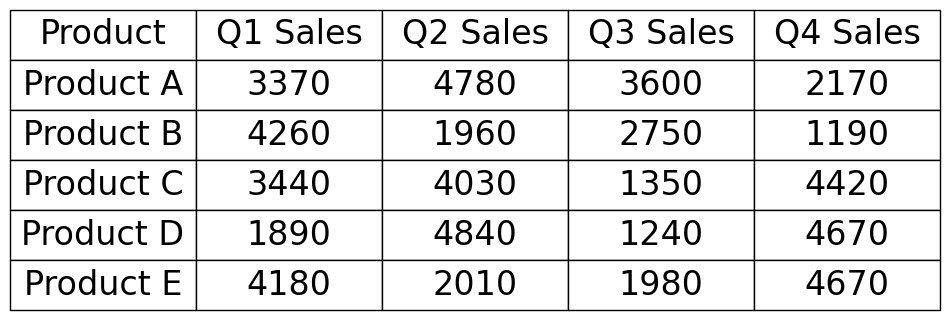 Product Q1 Sales Q2 Sales Q3 Sales Q4 Sales
Product A 3370 4780 3600 2170
Product B 4260 1960 2750 1190
Product C 3440 4030 1350 4420
Product D 1890 4840 1240 4670
Product E 4180 2010 1980 4670